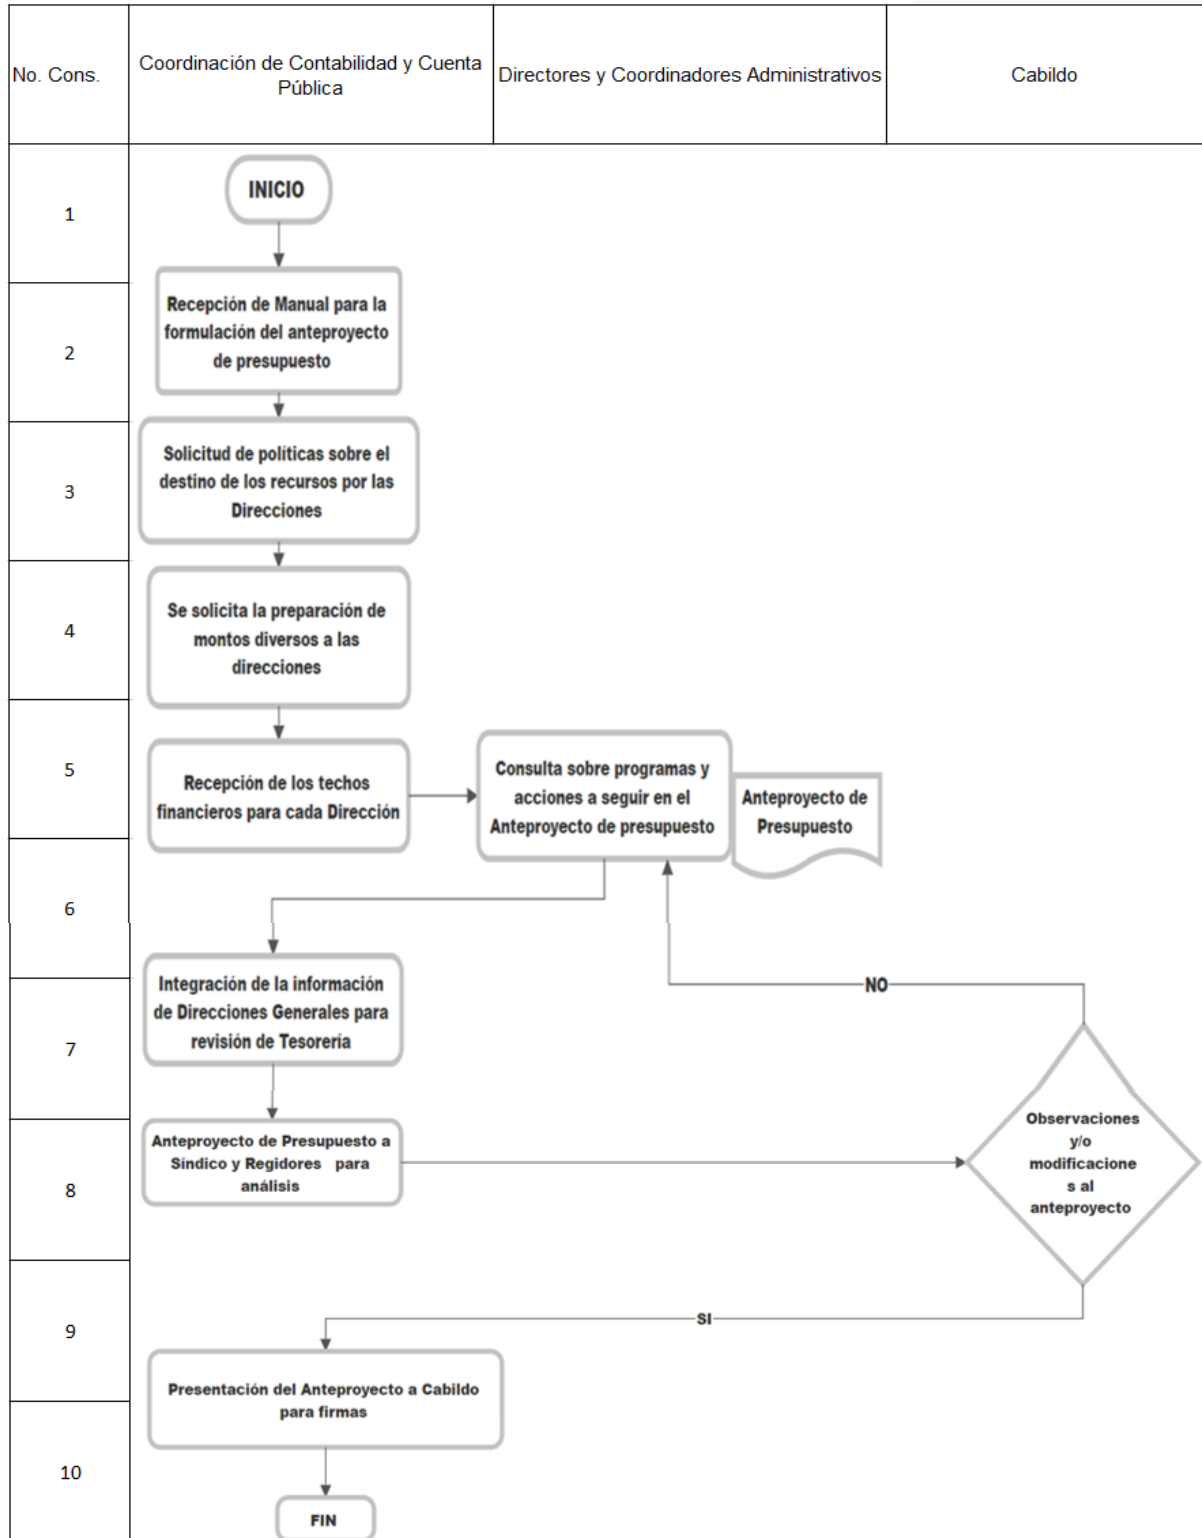 No. Cons.
Coordinación de Contabilidad y Cuenta
Pública
Directores y Coordinadores Administrativos
Cabildo
1
INICIO
2
Recepción de Manual para la
formulación del anteproyecto
de presupuesto
3
Solicitud de políticas sobre el
destino de los recursos por las
Direcciones
4
Se solicita la preparación de
montos diversos a las
direcciones
5
Recepción de los techos
financieros para cada Dirección
Consulta sobre programas y
acciones a seguir en el
Anteproyecto de presupuesto
Anteproyecto de
Presupuesto
6
7
Integración de la información
de Direcciones Generales para
revisión de Tesorería
NO
8
Anteproyecto de Presupuesto a
Síndico y Regidores para
análisis
Observaciones
y/o
modificacione
s al
anteproyecto
9
SI
Presentación del Anteproyecto a Cabildo
para firmas
10
FIN